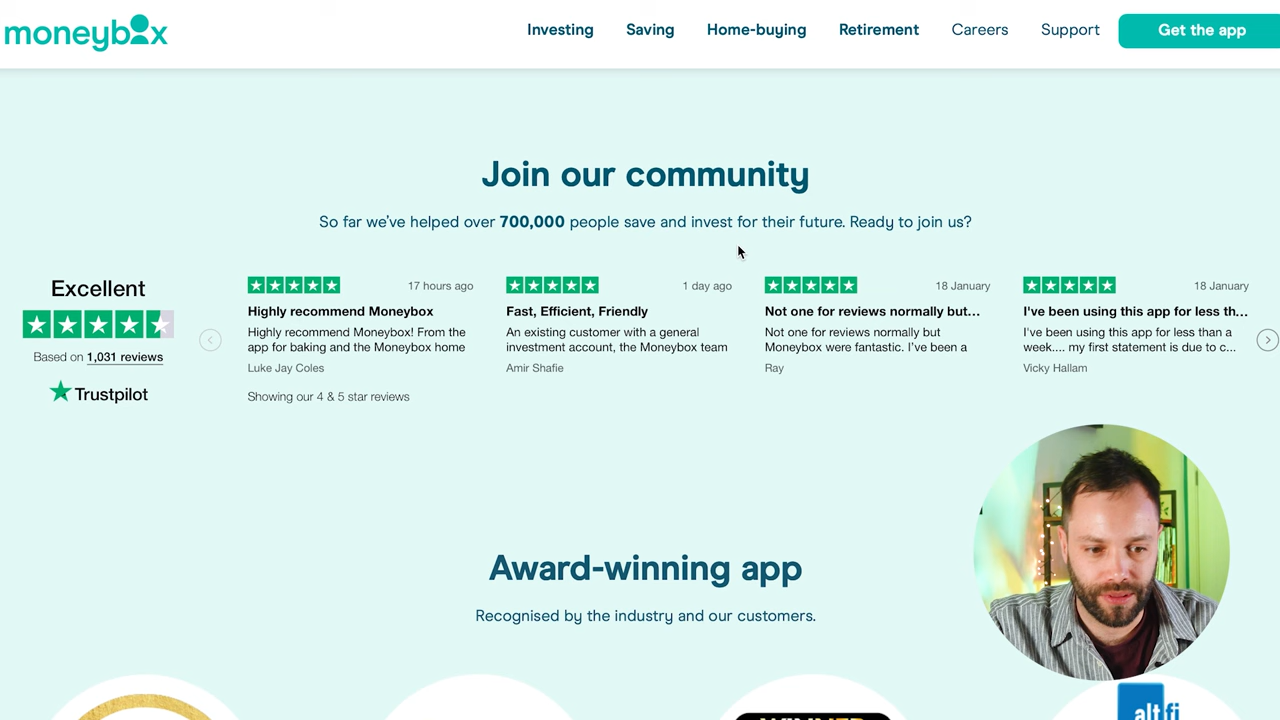 moneybox
Investing
Saving
Home-buying
Retirement
Careers
Support
Get the app
Join our community
So far we've helped over 700,000 people save and invest for their future. Ready to join us?
Excellent
Based on 1,031 reviews
Trustpilot
17 hours ago
Highly recommend Moneybox
Highly recommend Moneybox! From the
app for baking and the Moneybox home
Luke Jay Coles
1 day ago
Fast, Efficient, Friendly
An existing customer with a general
investment account, the Moneybox team
Amir Shafie
18 January
Not one for reviews normally but...
Not one for reviews normally but
Moneybox were fantastic. I've been a
Ray
18 January
I've been using this app for less th...
I've been using this app for less than a
week.... my first statement is due to c...
Vicky Hallam
Showing our 4 & 5 star reviews
Award-winning app
Recognised by the industry and our customers.
WINNER
alt.fi